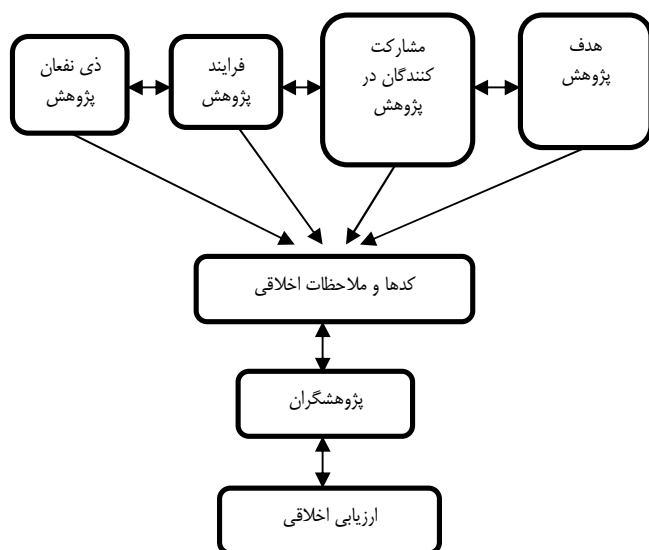 هدف
پژوهش
مشارکت
کنندگان در
پژوهش
فرایند
پژوهش
ذی نفعان
پژوهش
کدها و ملاحظات اخلاقی
پژوهشگران
ارزیابی اخلاقی